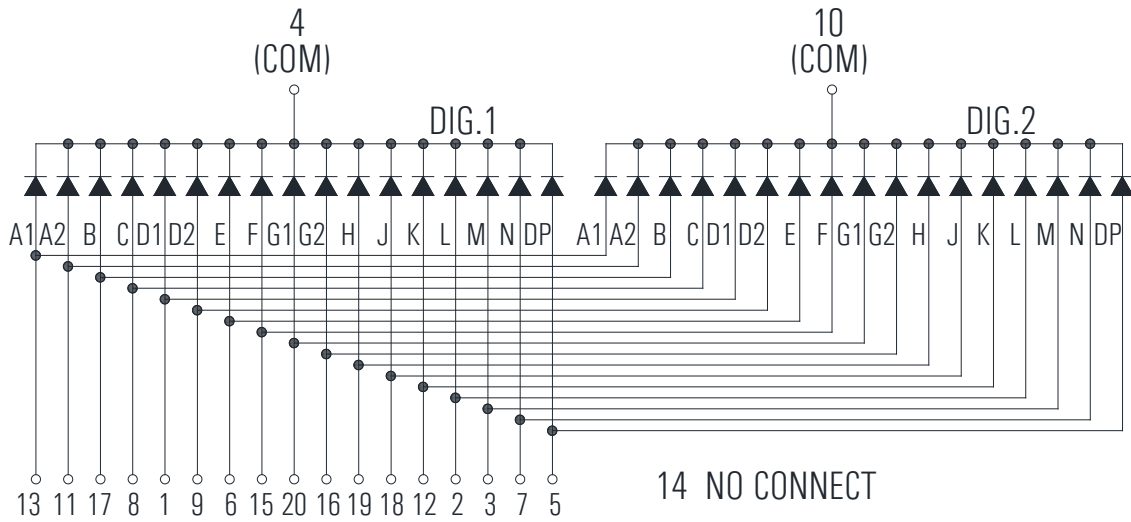 4
(COM)
10
(COM)
DIG.1
DIG.2
A1 A2 B C D1 D2 E F G1 G2 H J K L M N DP
A1 A2 B C D1 D2 E F G1 G2 H J K L M N DP
13 11 17 8 1 9 6 15 20 16 19 18 12 2 3 7 5
14 NO CONNECT